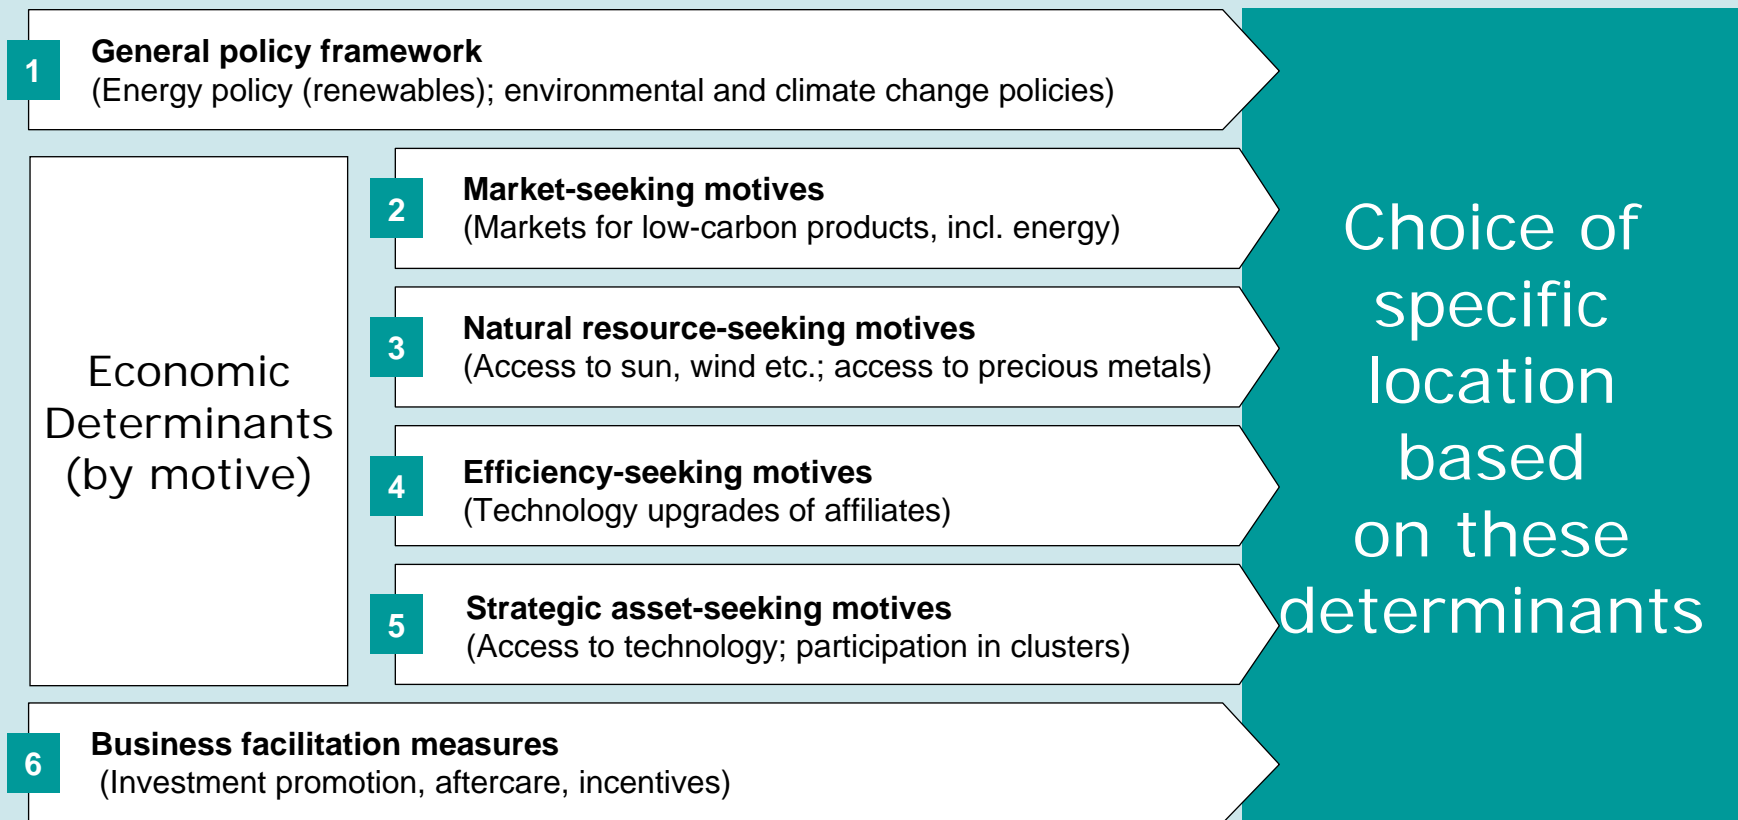 1
General policy framework
(Energy policy (renewables); environmental and climate change policies)
Economic
Determinants
(by motive)
2
Market-seeking motives
(Markets for low-carbon products, incl. energy)
3
Natural resource-seeking motives
(Access to sun, wind etc.; access to precious metals)
4
Efficiency-seeking motives
(Technology upgrades of affiliates)
5
Strategic asset-seeking motives
(Access to technology; participation in clusters)
6
Business facilitation measures
(Investment promotion, aftercare, incentives)
Choice of
specific
location
based
on these
determinants